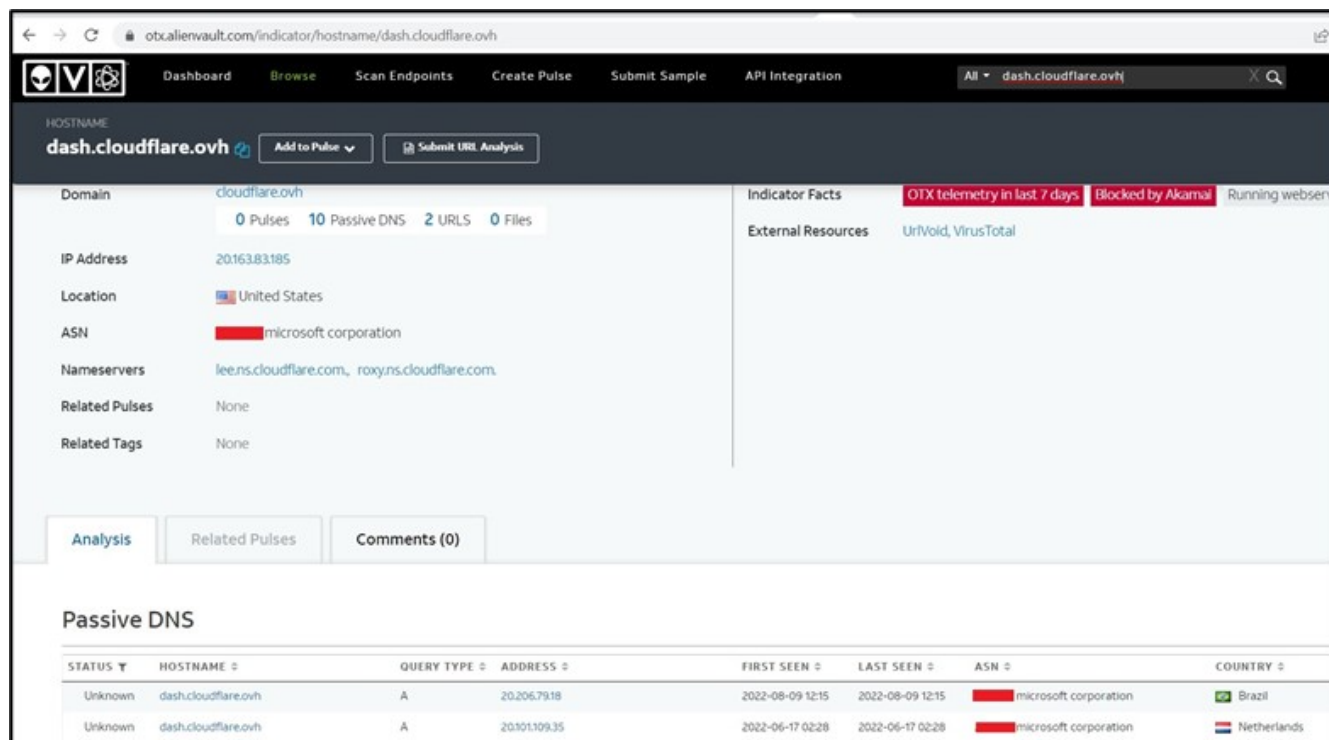 otx.alienvault.com/indicator/hostname/dash.cloudflare.ovh
V Dashboard Browse Scan Endpoints Create Pulse Submit Sample API Integration All dash.cloudflare.ovh X
HOSTNAME
dash.cloudflare.ovh Add to Pulse Submit URL Analysis
Domain cloudflare.ovh Indicator Facts OTX telemetry in last 7 days Blocked by Akamai Running webserv
0 Pulses 10 Passive DNS 2 URLS 0 Files
External Resources UrlVoid, VirusTotal
IP Address 20.163.83.185
Location United States
ASN microsoft corporation
Nameservers lee.ns.cloudflare.com., roxy.ns.cloudflare.com.
Related Pulses None
Related Tags None
Analysis Related Pulses Comments (0)
Passive DNS
STATUS HOSTNAME QUERY TYPE ADDRESS FIRST SEEN LAST SEEN ASN COUNTRY
Unknown dash.cloudflare.ovh A 20.206.79.18 2022-08-09 12:15 2022-08-09 12:15 microsoft corporation Brazil
Unknown dash.cloudflare.ovh A 20.101.109.35 2022-06-17 02:28 2022-06-17 02:28 microsoft corporation Netherlands